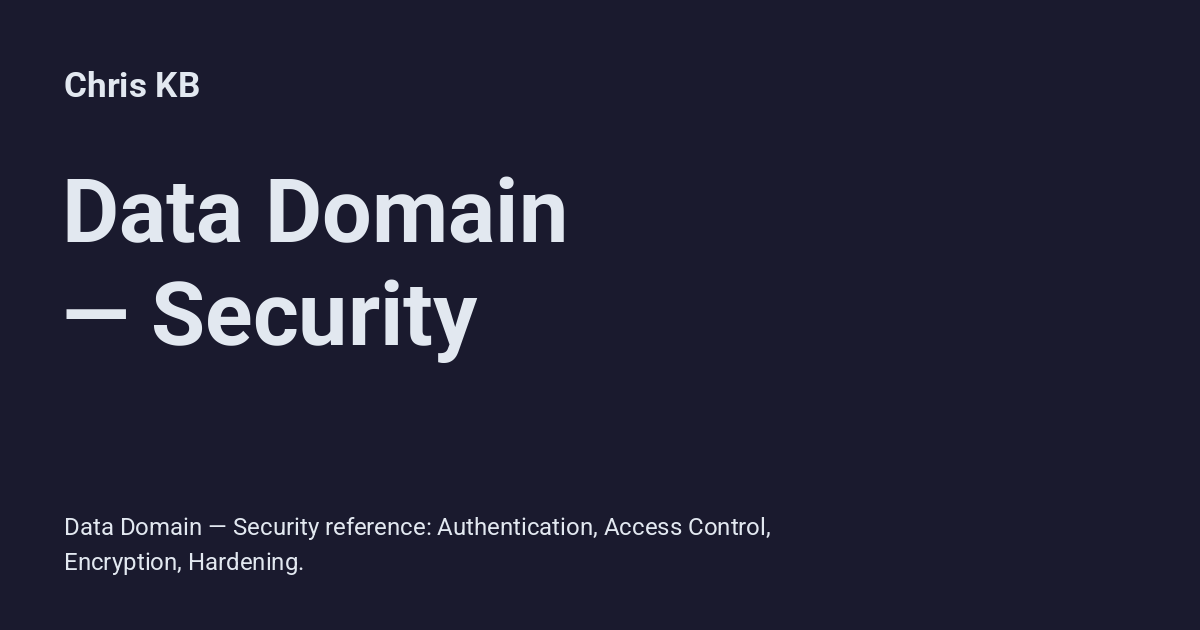 Chris KB
Data Domain
— Security
Data Domain — Security reference: Authentication, Access Control,
Encryption, Hardening.